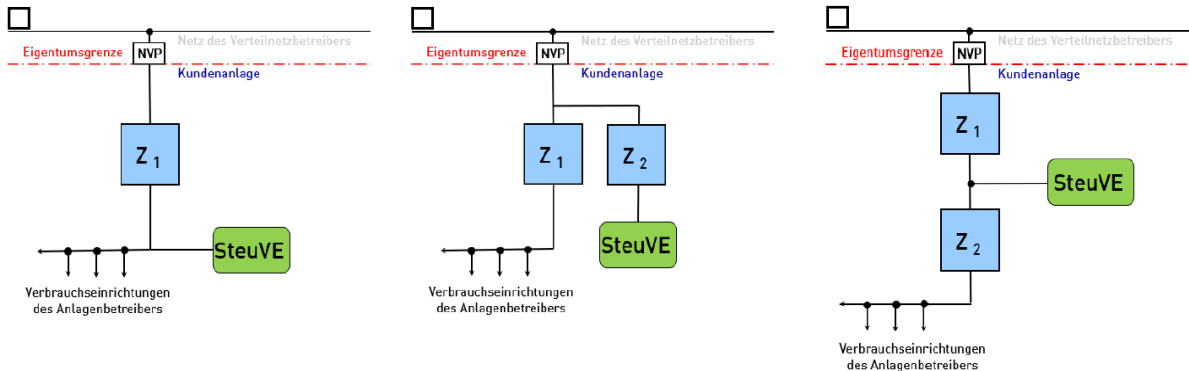 Netz des Verteilnetzbetreibers
Eigentumsgrenze
NVP
Kundenanlage
Z 1
SteuVE
Verbrauchseinrichtungen
des Anlagenbetreibers
Netz des Verteilnetzbetreibers
Eigentumsgrenze
NVP
Kundenanlage
Z 1
Z 2
SteuVE
Verbrauchseinrichtungen
des Anlagenbetreibers
Netz des Verteilnetzbetreibers
Eigentumsgrenze
NVP
Kundenanlage
Z 1
SteuVE
Z 2
Verbrauchseinrichtungen
des Anlagenbetreibers